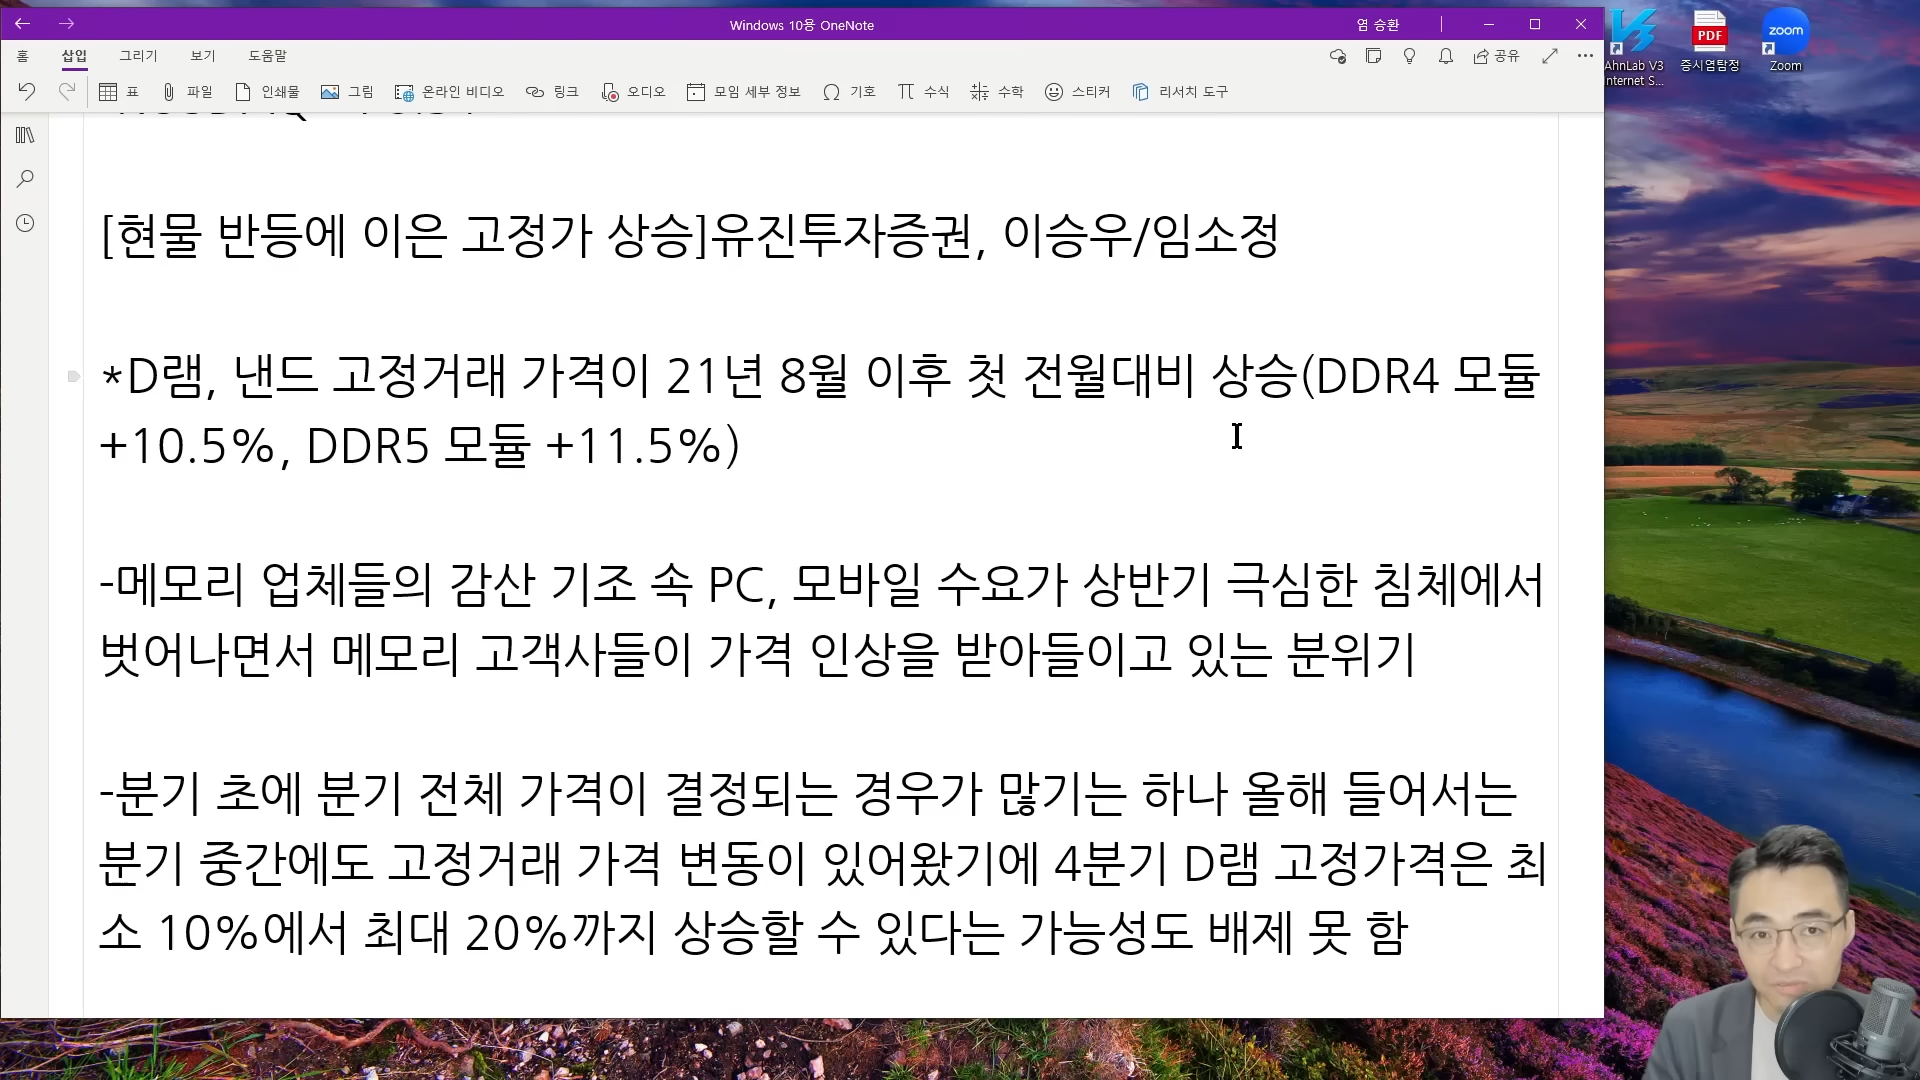 Windows 10용 OneNote
염 승환
홈 삽입 그리기 보기 도움말
공유
표 파일 인쇄물 그림 온라인 비디오 링크 오디오 모임 세부 정보 기호 수식 수학 스티커 리서치 도구
[현물 반등에 이은 고정가 상승]유진투자증권, 이승우/임소정
*D램, 낸드 고정거래 가격이 21년 8월 이후 첫 전월대비 상승(DDR4 모듈
+10.5%, DDR5 모듈 +11.5%)
-메모리 업체들의 감산 기조 속 PC, 모바일 수요가 상반기 극심한 침체에서
벗어나면서 메모리 고객사들이 가격 인상을 받아들이고 있는 분위기
-분기 초에 분기 전체 가격이 결정되는 경우가 많기는 하나 올해 들어서는
분기 중간에도 고정거래 가격 변동이 있어왔기에 4분기 D램 고정가격은 최
소 10%에서 최대 20%까지 상승할 수 있다는 가능성도 배제 못 함
AhnLab V3
Internet S...
PDF
증시염탐정
zoom
Zoom